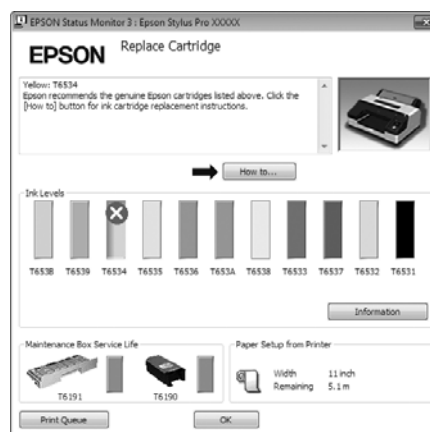 EPSON Status Monitor 3 : Epson Stylus Pro XXXXX
EPSON
Replace Cartridge
Yellow: T6534
Epson recommends the genuine Epson cartridges listed above. Click the
[How to] button for ink cartridge replacement instructions.
How to...
Ink Levels
T653B T6539 T6534 T6535 T6536 T653A T6538 T6533 T6537 T6532 T6531
Information
Maintenance Box Service Life
T6191 T6190
Paper Setup from Printer
Width 11 inch
Remaining 5.1 m
Print Queue
OK